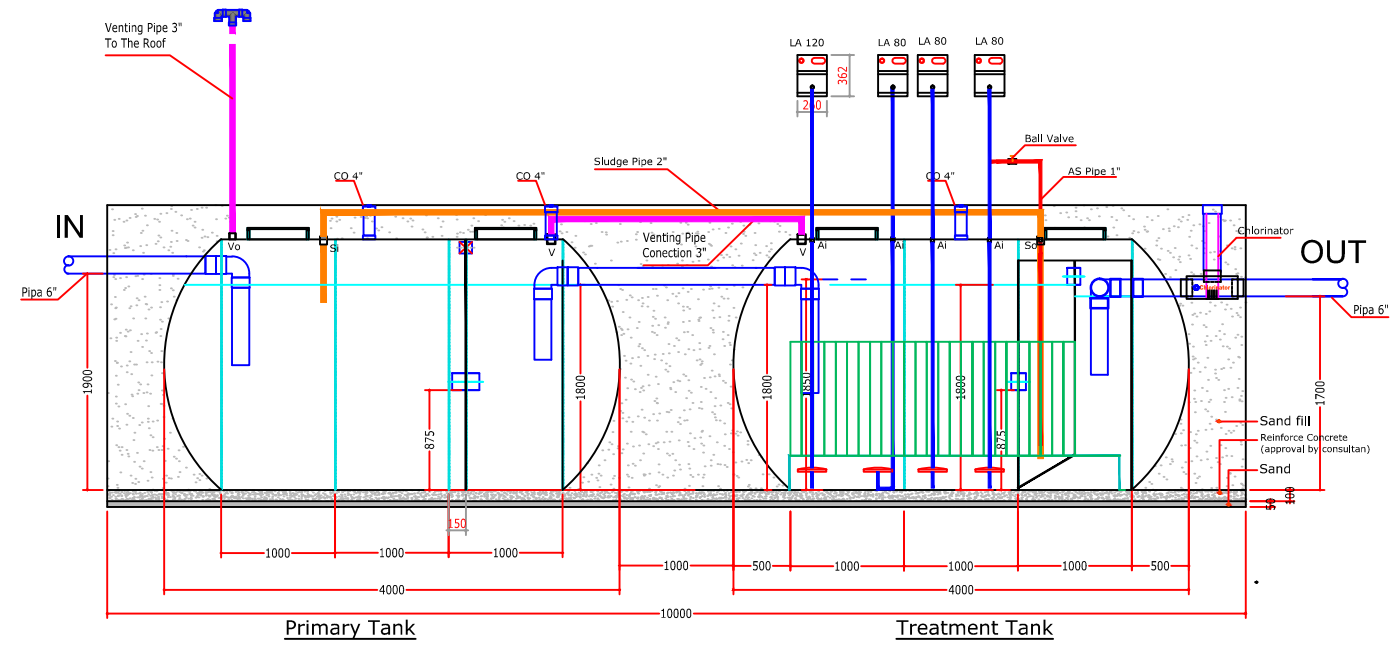 Venting Pipe 3"
To The Roof
LA 120
LA 80
LA 80
LA 80
362
Ball Valve
Sludge Pipe 2"
AS Pipe 1"
CO 4"
CO 4"
CO 4"
IN
Venting Pipe
Conection 3"
Chlorinator
OUT
Vo
Si
V
V
Ai
Ai
Ai
Ai
So
Chlorinator
Pipa 6"
Pipa 6"
1900
1800
1800
1850
1800
1700
875
875
Sand fill
Reinforce Concrete
(approval by consultan)
Sand
50
100
150
1000
1000
1000
1000
500
1000
1000
1000
500
4000
4000
10000
Primary Tank
Treatment Tank